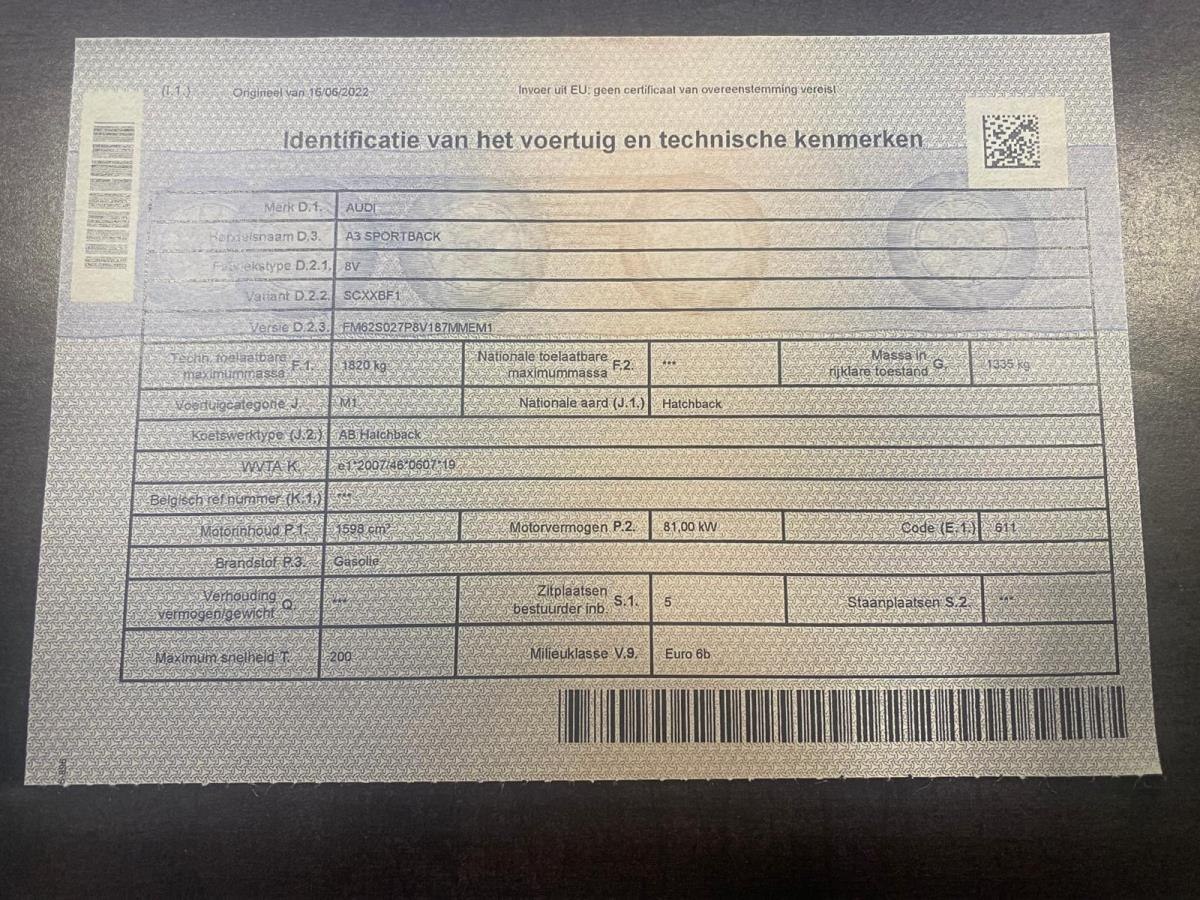 (I.1.) Origineel van 16/06/2022 Invoer uit EU: geen certificaat van overeenstemming vereist
Identificatie van het voertuig en technische kenmerken
Merk D.1. AUDI
Handelsnaam D.3. A3 SPORTBACK
Fabriekstype D.2.1. 8V
Variant D.2.2. SCXXBF1
Versie D.2.3. FM62S027P8V187MMEM1
Techn. toelaatbare maximummassa F.1. 1820 kg Nationale toelaatbare maximummassa F.2. *** Massa in rijklare toestand G. 1335 kg
Voertuigcategorie J. M1 Nationale aard (J.1.) Hatchback
Koetswerktype (J.2.) AB Hatchback
WVTA K. e1*2007/46*0607*19
Belgisch ref nummer (K.1.) ***
Motorinhoud P.1. 1598 cm³ Motorvermogen P.2. 81,00 kW Code (E.1.) 611
Brandstof P.3. Gasolie
Verhouding vermogen/gewicht Q. *** Zitplaatsen bestuurder inb. S.1. 5 Staanplaatsen S.2. ***
Maximum snelheid T. 200 Milieuklasse V.9. Euro 6b